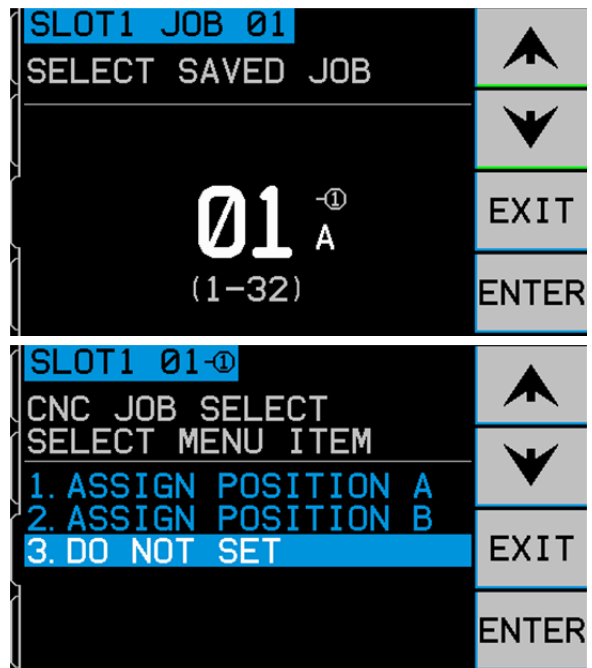 SLOT1 JOB 01
SELECT SAVED JOB
01 -①
A
(1-32)
EXIT
ENTER
SLOT1 01-①
CNC JOB SELECT
SELECT MENU ITEM
1. ASSIGN POSITION A
2. ASSIGN POSITION B
3. DO NOT SET
EXIT
ENTER